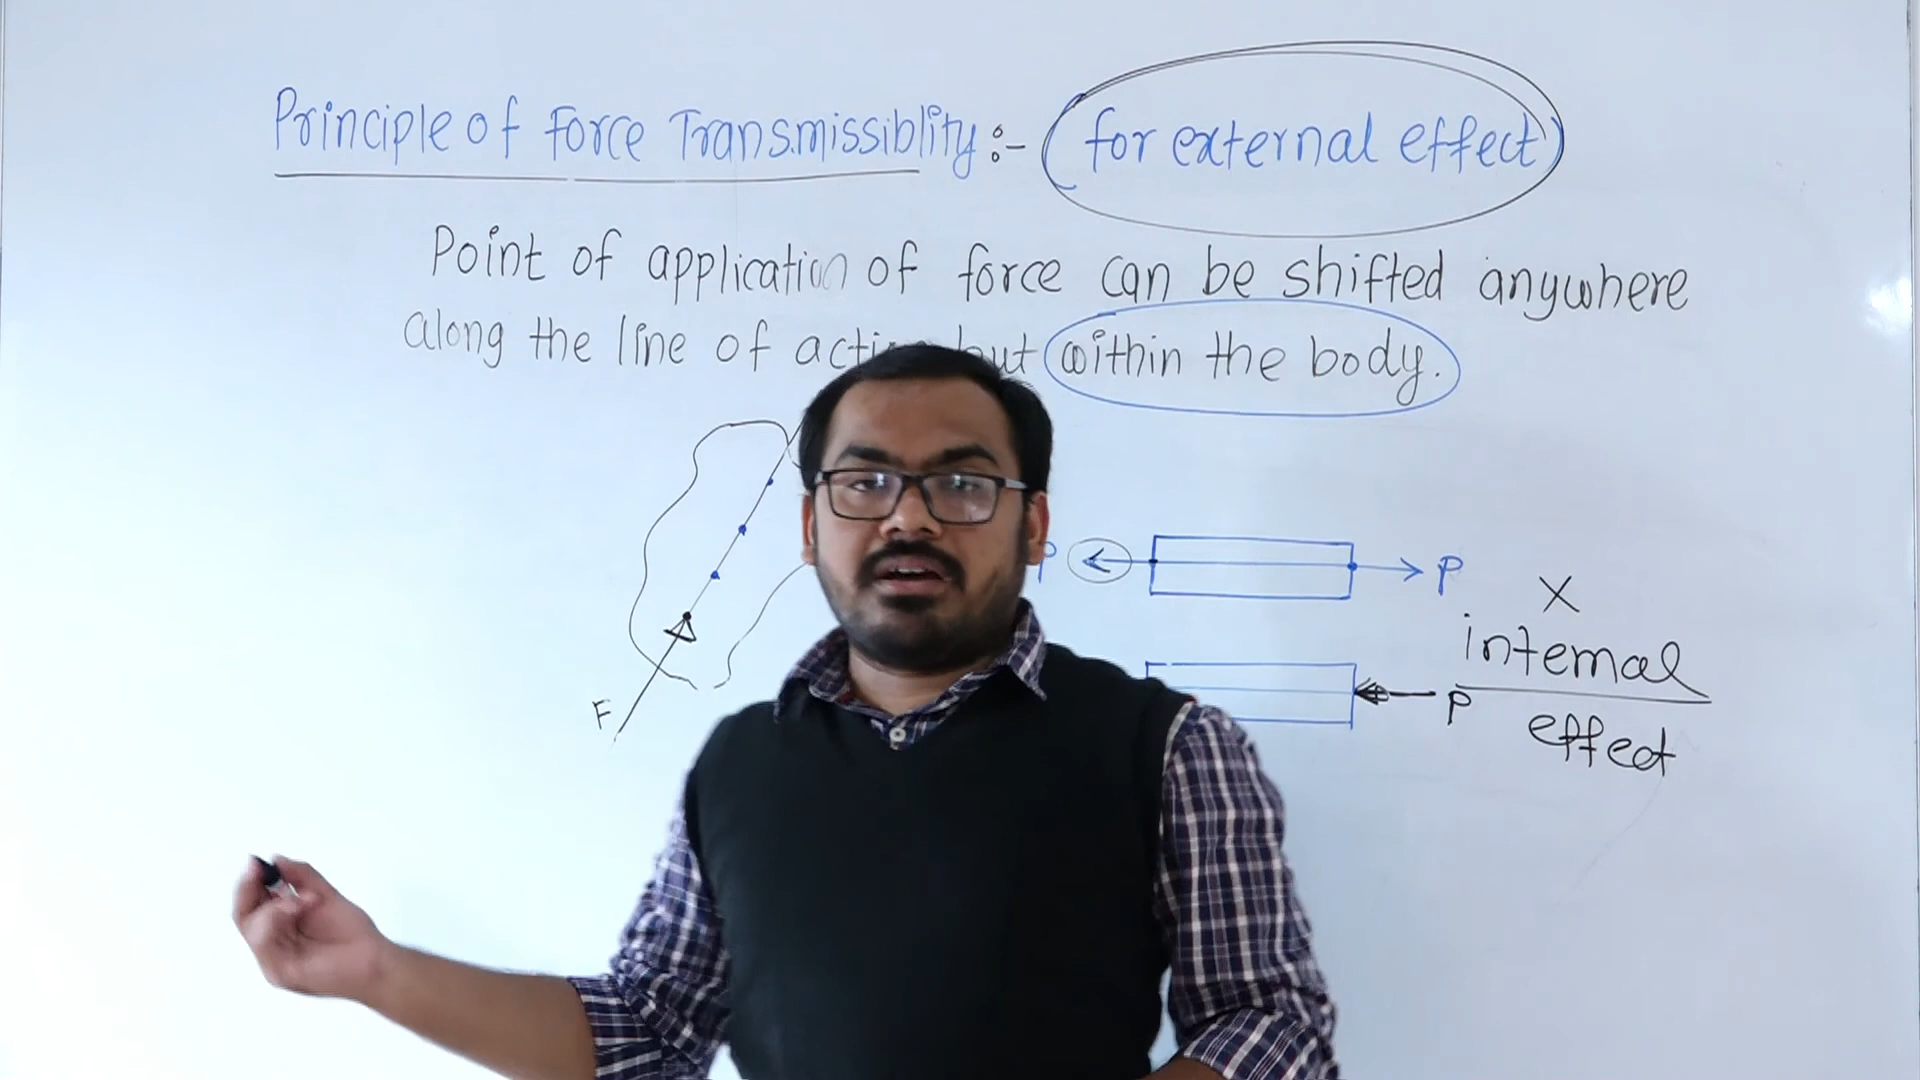 Principle of Force Transmissiblity :- (for external effect)
Point of application of force can be shifted anywhere
along the line of but within the body.
P P
X
internal
effect
P
F